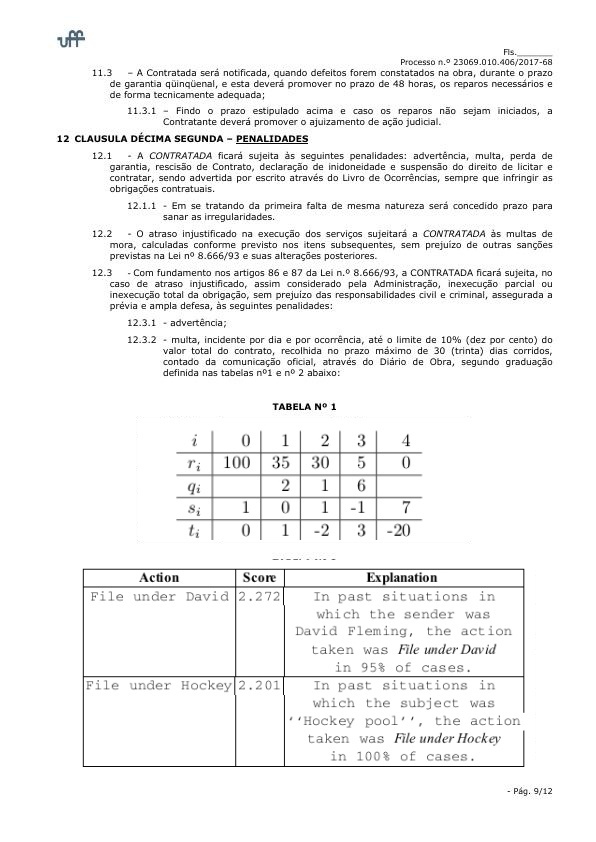 uff
Fls.________
Processo n.º 23069.010.406/2017-68
11.3 – A Contratada será notificada, quando defeitos forem constatados na obra, durante o prazo
de garantia qüinqüenal, e esta deverá promover no prazo de 48 horas, os reparos necessários e
de forma tecnicamente adequada;
11.3.1 – Findo o prazo estipulado acima e caso os reparos não sejam iniciados, a
Contratante deverá promover o ajuizamento de ação judicial.
12 CLAUSULA DÉCIMA SEGUNDA – PENALIDADES
12.1 - A CONTRATADA ficará sujeita às seguintes penalidades: advertência, multa, perda de
garantia, rescisão de Contrato, declaração de inidoneidade e suspensão do direito de licitar e
contratar, sendo advertida por escrito através do Livro de Ocorrências, sempre que infringir as
obrigações contratuais.
12.1.1 - Em se tratando da primeira falta de mesma natureza será concedido prazo para
sanar as irregularidades.
12.2 - O atraso injustificado na execução dos serviços sujeitará a CONTRATADA às multas de
mora, calculadas conforme previsto nos itens subsequentes, sem prejuízo de outras sanções
previstas na Lei nº 8.666/93 e suas alterações posteriores.
12.3 - Com fundamento nos artigos 86 e 87 da Lei n.º 8.666/93, a CONTRATADA ficará sujeita, no
caso de atraso injustificado, assim considerado pela Administração, inexecução parcial ou
inexecução total da obrigação, sem prejuízo das responsabilidades civil e criminal, assegurada a
prévia e ampla defesa, às seguintes penalidades:
12.3.1 - advertência;
12.3.2 - multa, incidente por dia e por ocorrência, até o limite de 10% (dez por cento) do
valor total do contrato, recolhida no prazo máximo de 30 (trinta) dias corridos,
contado da comunicação oficial, através do Diário de Obra, segundo graduação
definida nas tabelas nº1 e nº 2 abaixo:
TABELA Nº 1
i 0 1 2 3 4
ri 100 35 30 5 0
qi 2 1 6
si 1 0 1 -1 7
ti 0 1 -2 3 -20
Action Score Explanation
File under David 2.272 In past situations in
which the sender was
David Fleming, the action
taken was File under David
in 95% of cases.
File under Hockey 2.201 In past situations in
which the subject was
‘‘Hockey pool’’, the action
taken was File under Hockey
in 100% of cases.
- Pág. 9/12